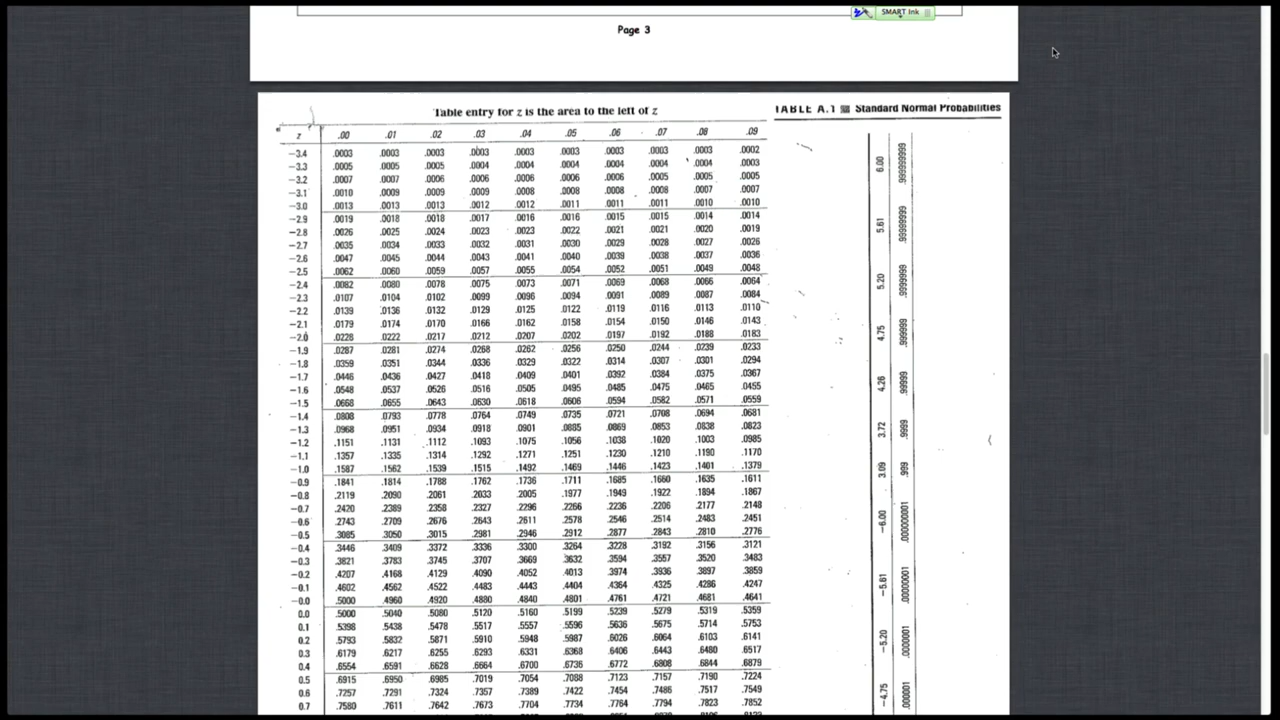 SMART Ink
Page 3
Table entry for z is the area to the left of z
TABLE A.1 Standard Normal Probabilities
z .00 .01 .02 .03 .04 .05 .06 .07 .08 .09
−3.4 .0003 .0003 .0003 .0003 .0003 .0003 .0003 .0003 .0003 .0002
−3.3 .0005 .0005 .0005 .0004 .0004 .0004 .0004 .0004 .0004 .0003
−3.2 .0007 .0007 .0006 .0006 .0006 .0006 .0006 .0005 .0005 .0005
−3.1 .0010 .0009 .0009 .0009 .0008 .0008 .0008 .0008 .0007 .0007
−3.0 .0013 .0013 .0013 .0012 .0012 .0011 .0011 .0011 .0010 .0010
−2.9 .0019 .0018 .0018 .0017 .0016 .0016 .0015 .0015 .0014 .0014
−2.8 .0026 .0025 .0024 .0023 .0023 .0022 .0021 .0021 .0020 .0019
−2.7 .0035 .0034 .0033 .0032 .0031 .0030 .0029 .0028 .0027 .0026
−2.6 .0047 .0045 .0044 .0043 .0041 .0040 .0039 .0038 .0037 .0036
−2.5 .0062 .0060 .0059 .0057 .0055 .0054 .0052 .0051 .0049 .0048
−2.4 .0082 .0080 .0078 .0075 .0073 .0071 .0069 .0068 .0066 .0064
−2.3 .0107 .0104 .0102 .0099 .0096 .0094 .0091 .0089 .0087 .0084
−2.2 .0139 .0136 .0132 .0129 .0125 .0122 .0119 .0116 .0113 .0110
−2.1 .0179 .0174 .0170 .0166 .0162 .0158 .0154 .0150 .0146 .0143
−2.0 .0228 .0222 .0217 .0212 .0207 .0202 .0197 .0192 .0188 .0183
−1.9 .0287 .0281 .0274 .0268 .0262 .0256 .0250 .0244 .0239 .0233
−1.8 .0359 .0351 .0344 .0336 .0329 .0322 .0314 .0307 .0301 .0294
−1.7 .0446 .0436 .0427 .0418 .0409 .0401 .0392 .0384 .0375 .0367
−1.6 .0548 .0537 .0526 .0516 .0505 .0495 .0485 .0475 .0465 .0455
−1.5 .0668 .0655 .0643 .0630 .0618 .0606 .0594 .0582 .0571 .0559
−1.4 .0808 .0793 .0778 .0764 .0749 .0735 .0721 .0708 .0694 .0681
−1.3 .0968 .0951 .0934 .0918 .0901 .0885 .0869 .0853 .0838 .0823
−1.2 .1151 .1131 .1112 .1093 .1075 .1056 .1038 .1020 .1003 .0985
−1.1 .1357 .1335 .1314 .1292 .1271 .1251 .1230 .1210 .1190 .1170
−1.0 .1587 .1562 .1539 .1515 .1492 .1469 .1446 .1423 .1401 .1379
−0.9 .1841 .1814 .1788 .1762 .1736 .1711 .1685 .1660 .1635 .1611
−0.8 .2119 .2090 .2061 .2033 .2005 .1977 .1949 .1922 .1894 .1867
−0.7 .2420 .2389 .2358 .2327 .2296 .2266 .2236 .2206 .2177 .2148
−0.6 .2743 .2709 .2676 .2643 .2611 .2578 .2546 .2514 .2483 .2451
−0.5 .3085 .3050 .3015 .2981 .2946 .2912 .2877 .2843 .2810 .2776
−0.4 .3446 .3409 .3372 .3336 .3300 .3264 .3228 .3192 .3156 .3121
−0.3 .3821 .3783 .3745 .3707 .3669 .3632 .3594 .3557 .3520 .3483
−0.2 .4207 .4168 .4129 .4090 .4052 .4013 .3974 .3936 .3897 .3859
−0.1 .4602 .4562 .4522 .4483 .4443 .4404 .4364 .4325 .4286 .4247
−0.0 .5000 .4960 .4920 .4880 .4840 .4801 .4761 .4721 .4681 .4641
0.0 .5000 .5040 .5080 .5120 .5160 .5199 .5239 .5279 .5319 .5359
0.1 .5398 .5438 .5478 .5517 .5557 .5596 .5636 .5675 .5714 .5753
0.2 .5793 .5832 .5871 .5910 .5948 .5987 .6026 .6064 .6103 .6141
0.3 .6179 .6217 .6255 .6293 .6331 .6368 .6406 .6443 .6480 .6517
0.4 .6554 .6591 .6628 .6664 .6700 .6736 .6772 .6808 .6844 .6879
0.5 .6915 .6950 .6985 .7019 .7054 .7088 .7123 .7157 .7190 .7224
0.6 .7257 .7291 .7324 .7357 .7389 .7422 .7454 .7486 .7517 .7549
0.7 .7580 .7611 .7642 .7673 .7704 .7734 .7764 .7794 .7823 .7852
−4.75 −5.20 −5.61 −6.00 3.09 3.72 4.26 4.75 5.20 5.61 6.00
.000001 .0000001 .00000001 .000000001 .999 .9999 .99999 .999999 .9999999 .99999999 .999999999